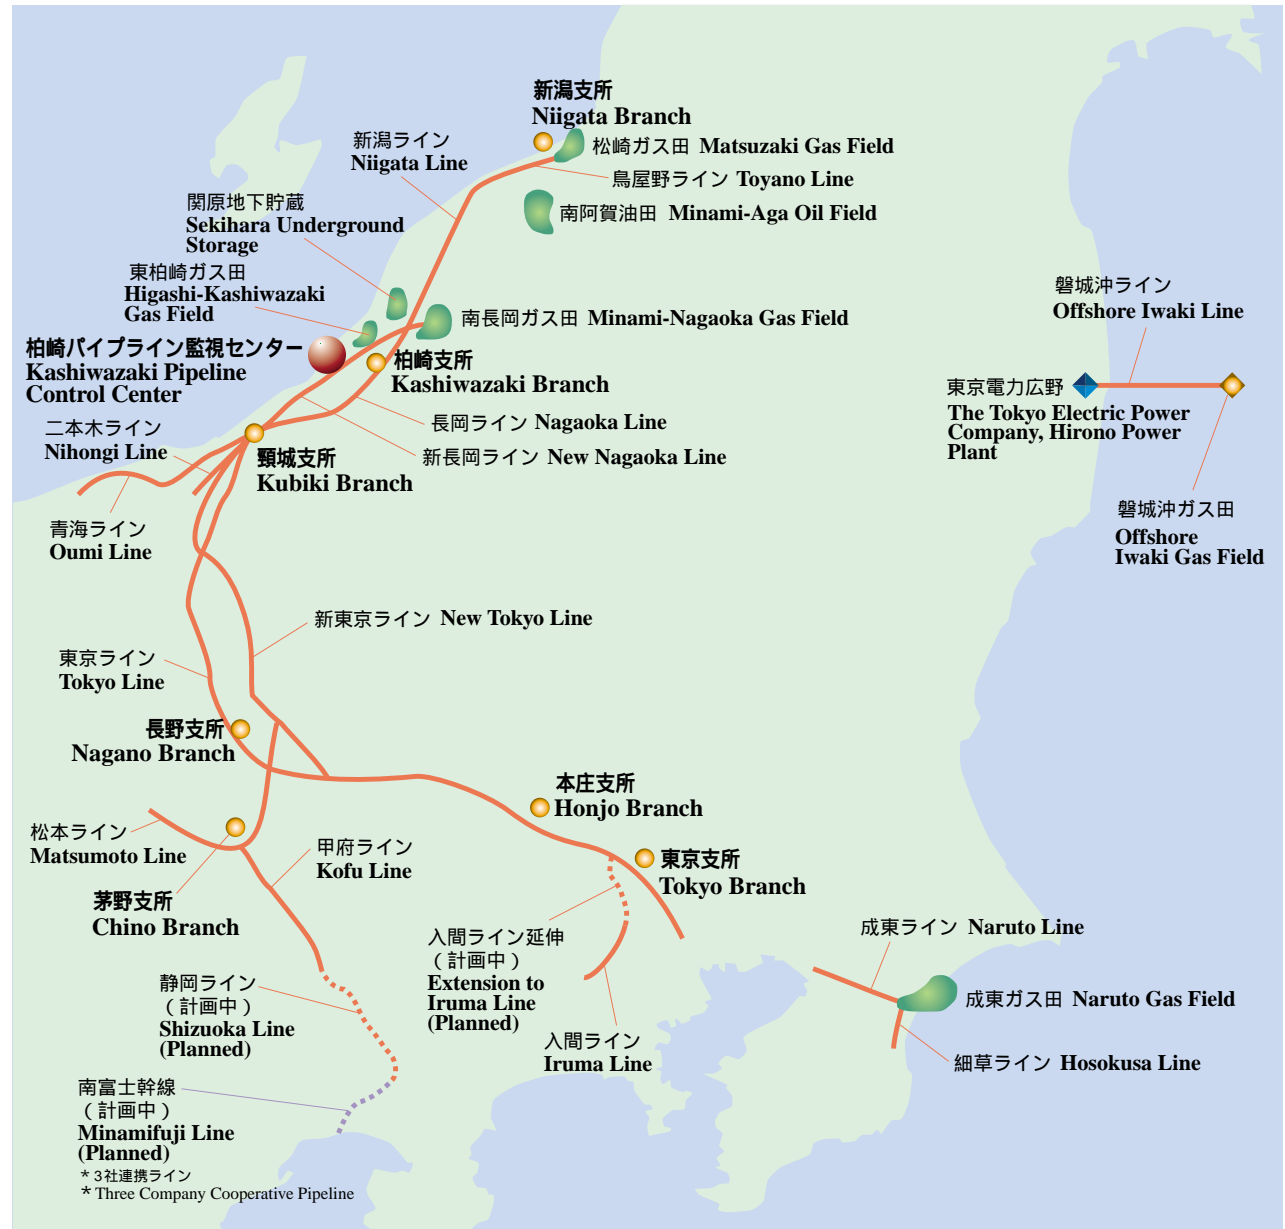 新潟支所
Niigata Branch
新潟ライン
Niigata Line
松崎ガス田 Matsuzaki Gas Field
鳥屋野ライン Toyano Line
関原地下貯蔵
Sekihara Underground
Storage
南阿賀油田 Minami-Aga Oil Field
東柏崎ガス田
Higashi-Kashiwazaki
Gas Field
南長岡ガス田 Minami-Nagaoka Gas Field
磐城沖ライン
Offshore Iwaki Line
柏崎パイプライン監視センター
Kashiwazaki Pipeline
Control Center
柏崎支所
Kashiwazaki Branch
東京電力広野
The Tokyo Electric Power
Company, Hirono Power
Plant
長岡ライン Nagaoka Line
二本木ライン
Nihongi Line
新長岡ライン New Nagaoka Line
頸城支所
Kubiki Branch
磐城沖ガス田
Offshore
Iwaki Gas Field
青海ライン
Oumi Line
新東京ライン New Tokyo Line
東京ライン
Tokyo Line
長野支所
Nagano Branch
本庄支所
Honjo Branch
松本ライン
Matsumoto Line
甲府ライン
Kofu Line
東京支所
Tokyo Branch
茅野支所
Chino Branch
入間ライン延伸
(計画中)
Extension to
Iruma Line
(Planned)
成東ライン Naruto Line
静岡ライン
(計画中)
Shizuoka Line
(Planned)
成東ガス田 Naruto Gas Field
入間ライン
Iruma Line
細草ライン Hosokusa Line
南富士幹線
(計画中)
Minamifuji Line
(Planned)
*3社連携ライン
* Three Company Cooperative Pipeline